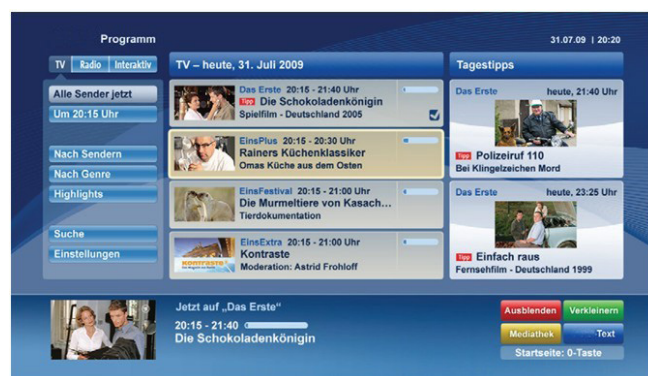 Programm
31.07.09 | 20:20
TV Radio Interaktiv
TV – heute, 31. Juli 2009
Tagestipps
Alle Sender jetzt
Um 20:15 Uhr
Nach Sendern
Nach Genre
Highlights
Suche
Einstellungen
Das Erste 20:15 - 21:40 Uhr
Tipp Die Schokoladenkönigin
Spielfilm - Deutschland 2005
EinsPlus 20:15 - 20:30 Uhr
Rainers Küchenklassiker
Omas Küche aus dem Osten
EinsFestival 20:15 - 21:00 Uhr
Die Murmeltiere von Kasach...
Tierdokumentation
KONTRASTE
EinsExtra 20:15 - 21:00 Uhr
Kontraste
Moderation: Astrid Frohloff
Das Erste heute, 21:40 Uhr
Tipp Polizeiruf 110
Bei Klingelzeichen Mord
Das Erste heute, 23:25 Uhr
Tipp Einfach raus
Fernsehfilm - Deutschland 1999
Jetzt auf „Das Erste“
20:15 - 21:40
Die Schokoladenkönigin
Ausblenden Verkleinern
Mediathek Text
Startseite: 0-Taste